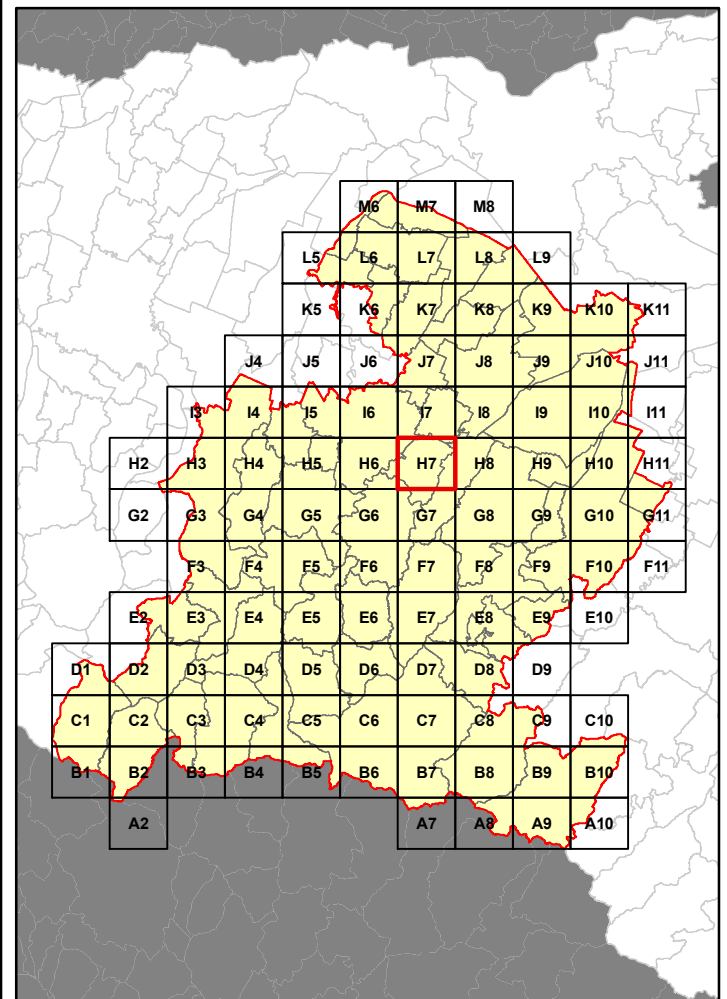 M6 M7 M8
L5 L6 L7 L8 L9
K5 K6 K7 K8 K9 K10 K11
J4 J5 J6 J7 J8 J9 J10 J11
I3 I4 I5 I6 I7 I8 I9 I10 I11
H2 H3 H4 H5 H6 H7 H8 H9 H10 H11
G2 G3 G4 G5 G6 G7 G8 G9 G10 G11
F3 F4 F5 F6 F7 F8 F9 F10 F11
E2 E3 E4 E5 E6 E7 E8 E9 E10
D1 D2 D3 D4 D5 D6 D7 D8 D9
C1 C2 C3 C4 C5 C6 C7 C8 C9 C10
B1 B2 B3 B4 B5 B6 B7 B8 B9 B10
A2 A7 A8 A9 A10